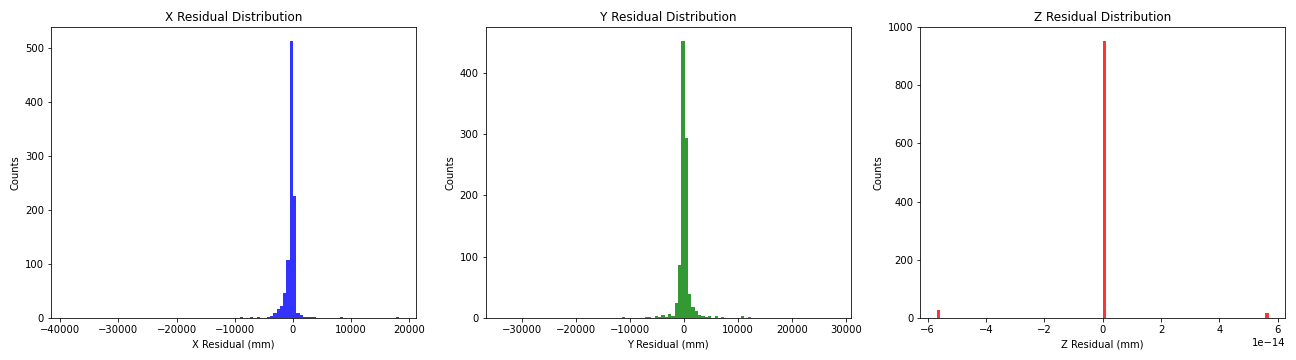 X Residual Distribution
Counts
500
400
300
200
100
0
−40000 −30000 −20000 −10000 0 10000 20000
X Residual (mm)
Y Residual Distribution
Counts
400
300
200
100
0
−30000 −20000 −10000 0 10000 20000 30000
Y Residual (mm)
Z Residual Distribution
Counts
1000
800
600
400
200
0
−6 −4 −2 0 2 4 6
1e−14
Z Residual (mm)